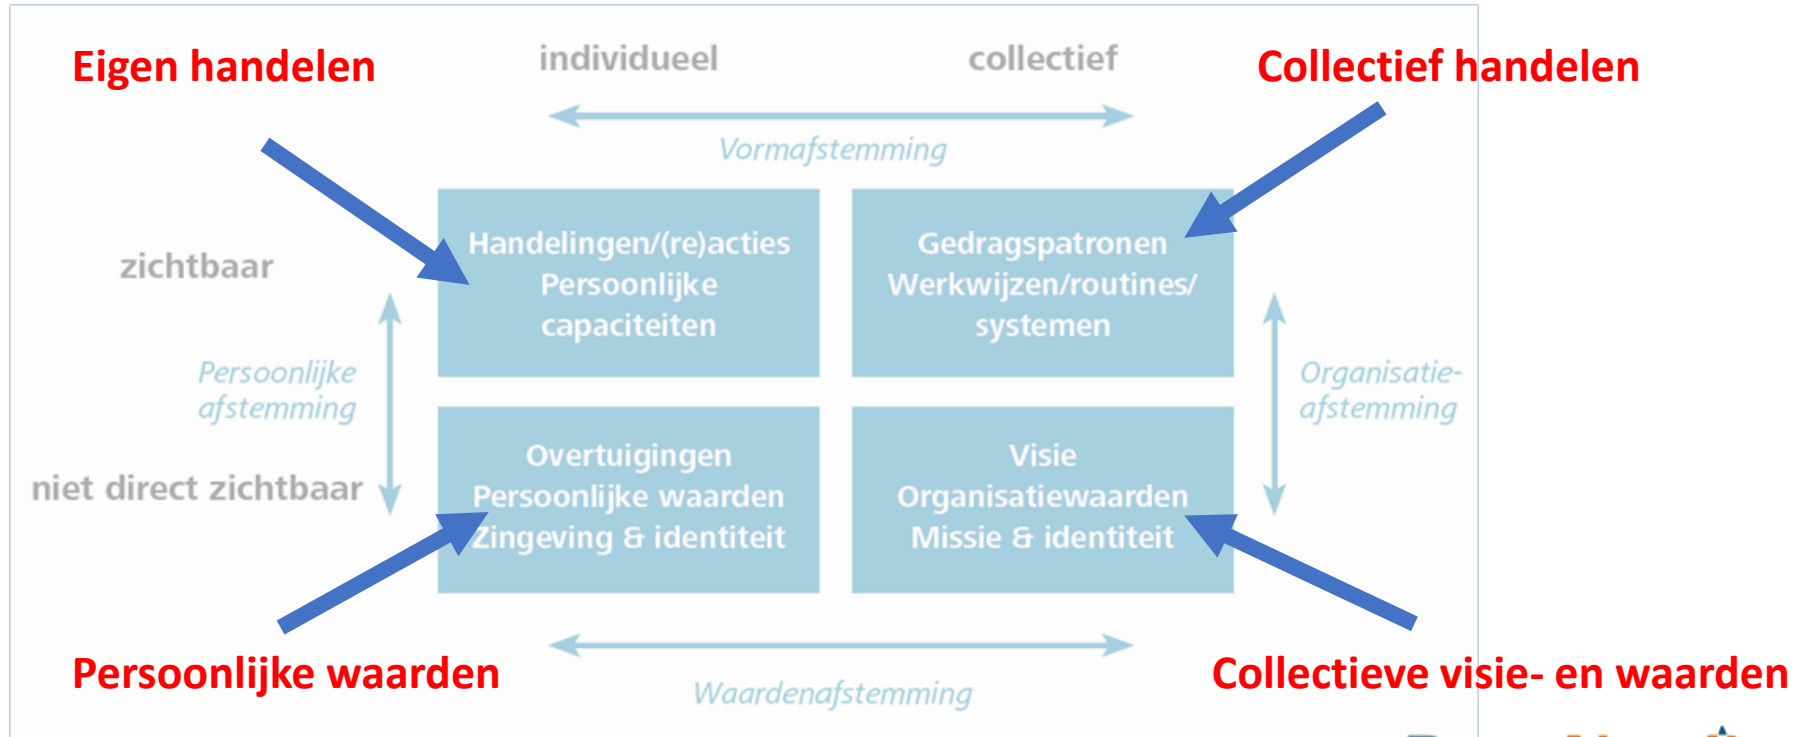 Eigen handelen
individueel
collectief
Collectief handelen
Vormafstemming
zichtbaar
Handelingen/(re)acties
Persoonlijke
capaciteiten
Gedragspatronen
Werkwijzen/routines/
systemen
Persoonlijke
afstemming
Organisatie-
afstemming
niet direct zichtbaar
Overtuigingen
Persoonlijke waarden
Zingeving & identiteit
Visie
Organisatiewaarden
Missie & identiteit
Persoonlijke waarden
Waardenafstemming
Collectieve visie- en waarden